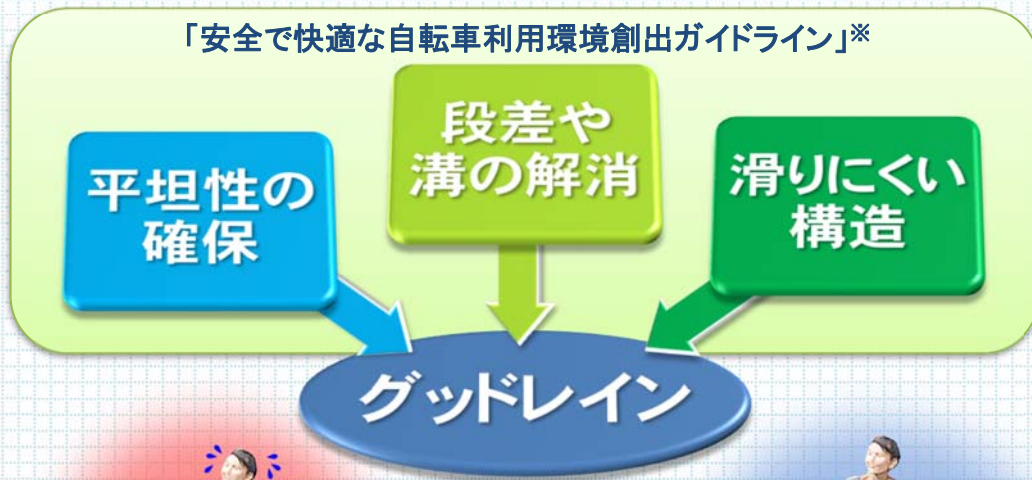 「安全で快適な自転車利用環境創出ガイドライン」※
平坦性の
確保
段差や
溝の解消
滑りにくい
構造
グッドレイン